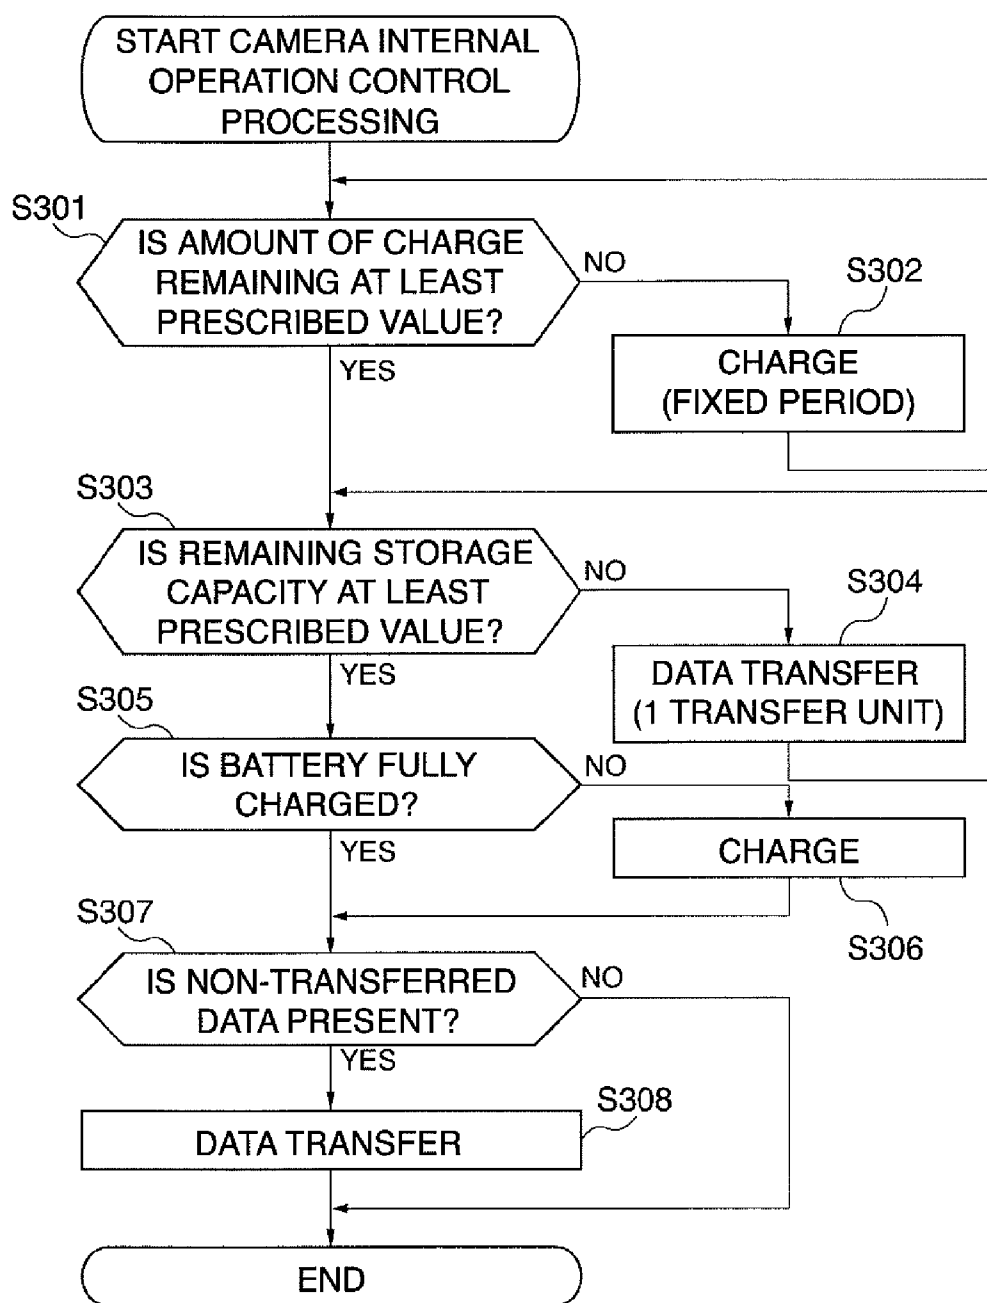 START CAMERA INTERNAL
OPERATION CONTROL
PROCESSING
S301
IS AMOUNT OF CHARGE
REMAINING AT LEAST
PRESCRIBED VALUE?
NO
YES
S302
CHARGE
(FIXED PERIOD)
S303
IS REMAINING STORAGE
CAPACITY AT LEAST
PRESCRIBED VALUE?
NO
YES
S304
DATA TRANSFER
(1 TRANSFER UNIT)
S305
IS BATTERY FULLY
CHARGED?
NO
YES
CHARGE
S306
S307
IS NON-TRANSFERRED
DATA PRESENT?
NO
YES
S308
DATA TRANSFER
END